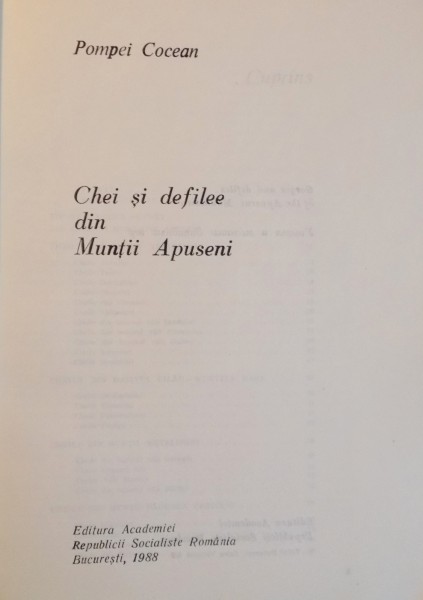 Pompei Cocean
Chei și defilee
din
Munții Apuseni
Editura Academiei
Republicii Socialiste România
București, 1988